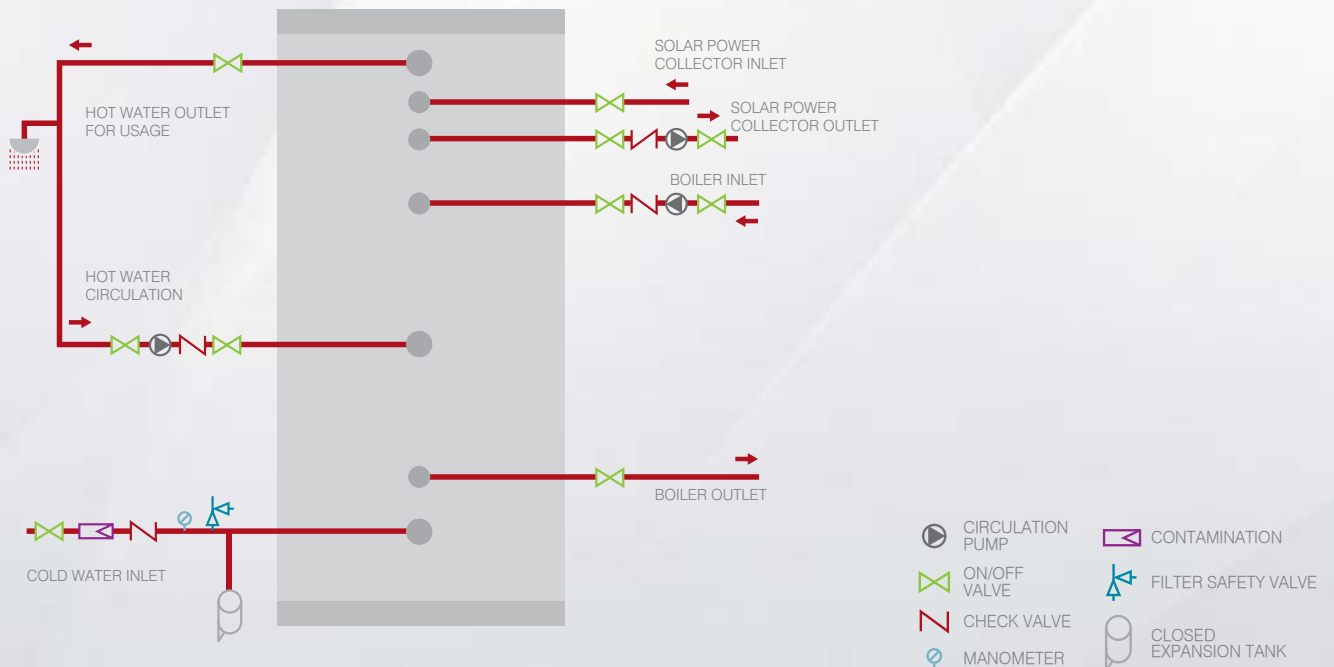 SOLAR POWER
COLLECTOR INLET
SOLAR POWER
COLLECTOR OUTLET
HOT WATER OUTLET
FOR USAGE
BOILER INLET
HOT WATER
CIRCULATION
BOILER OUTLET
COLD WATER INLET
CIRCULATION
PUMP
ON/OFF
VALVE
CHECK VALVE
MANOMETER
CONTAMINATION
FILTER SAFETY VALVE
CLOSED
EXPANSION TANK